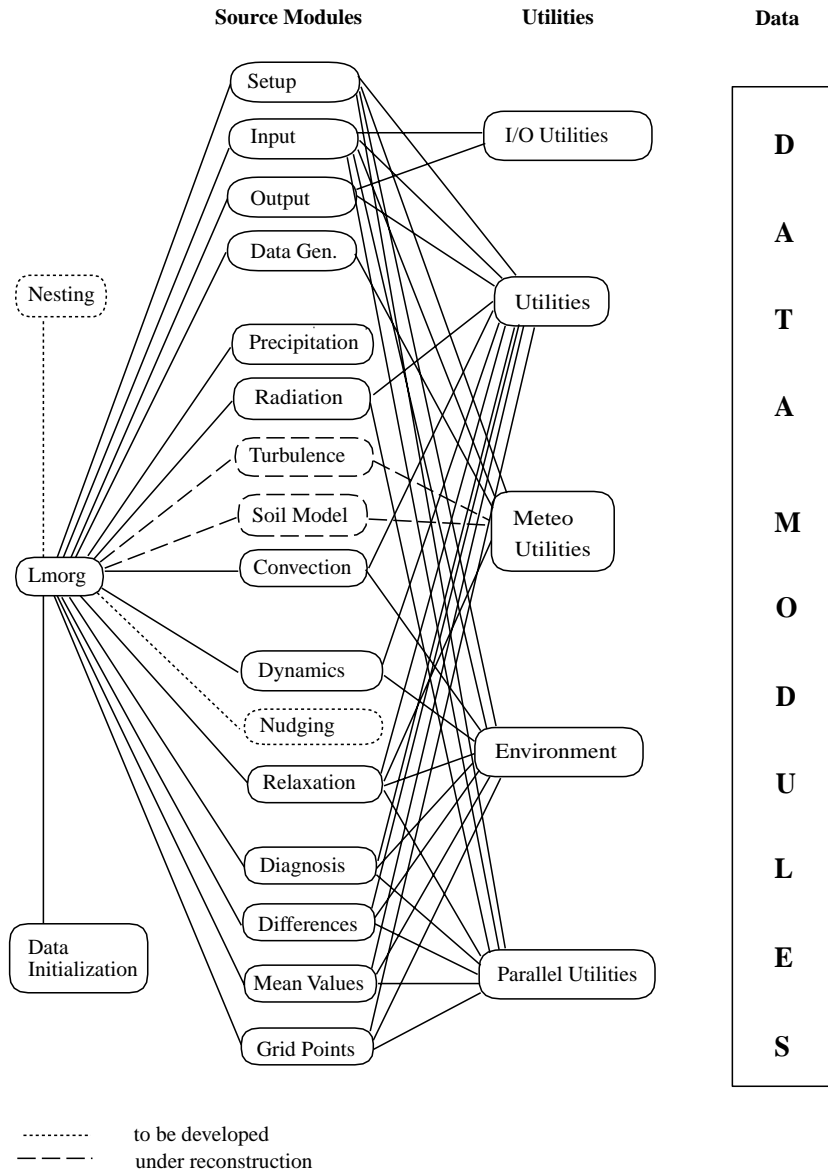 Source Modules
Utilities
Data
Setup
Input
Output
Data Gen.
Nesting
Precipitation
Radiation
Turbulence
Soil Model
Lmorg
Convection
Dynamics
Nudging
Relaxation
Diagnosis
Differences
Mean Values
Grid Points
Data
Initialization
I/O Utilities
Utilities
Meteo
Utilities
Environment
Parallel Utilities
D
A
T
A
M
O
D
U
L
E
S
to be developed
under reconstruction